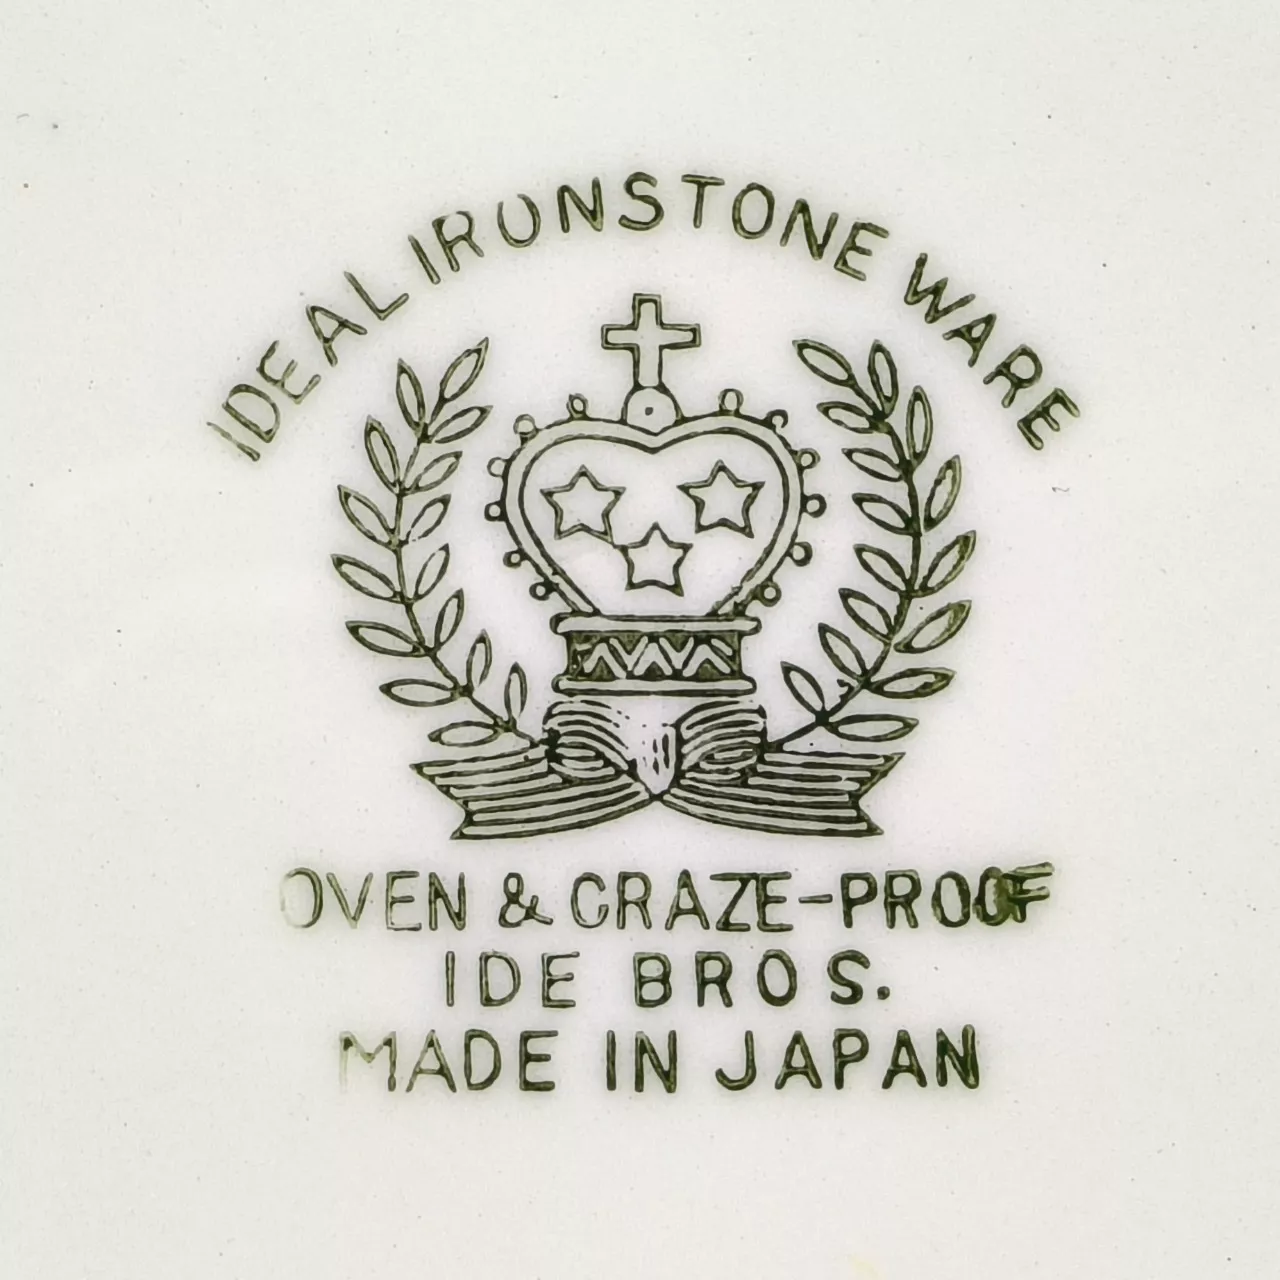 IDEAL IRONSTONE WARE
OVEN & CRAZE-PROOF
IDE BROS.
MADE IN JAPAN